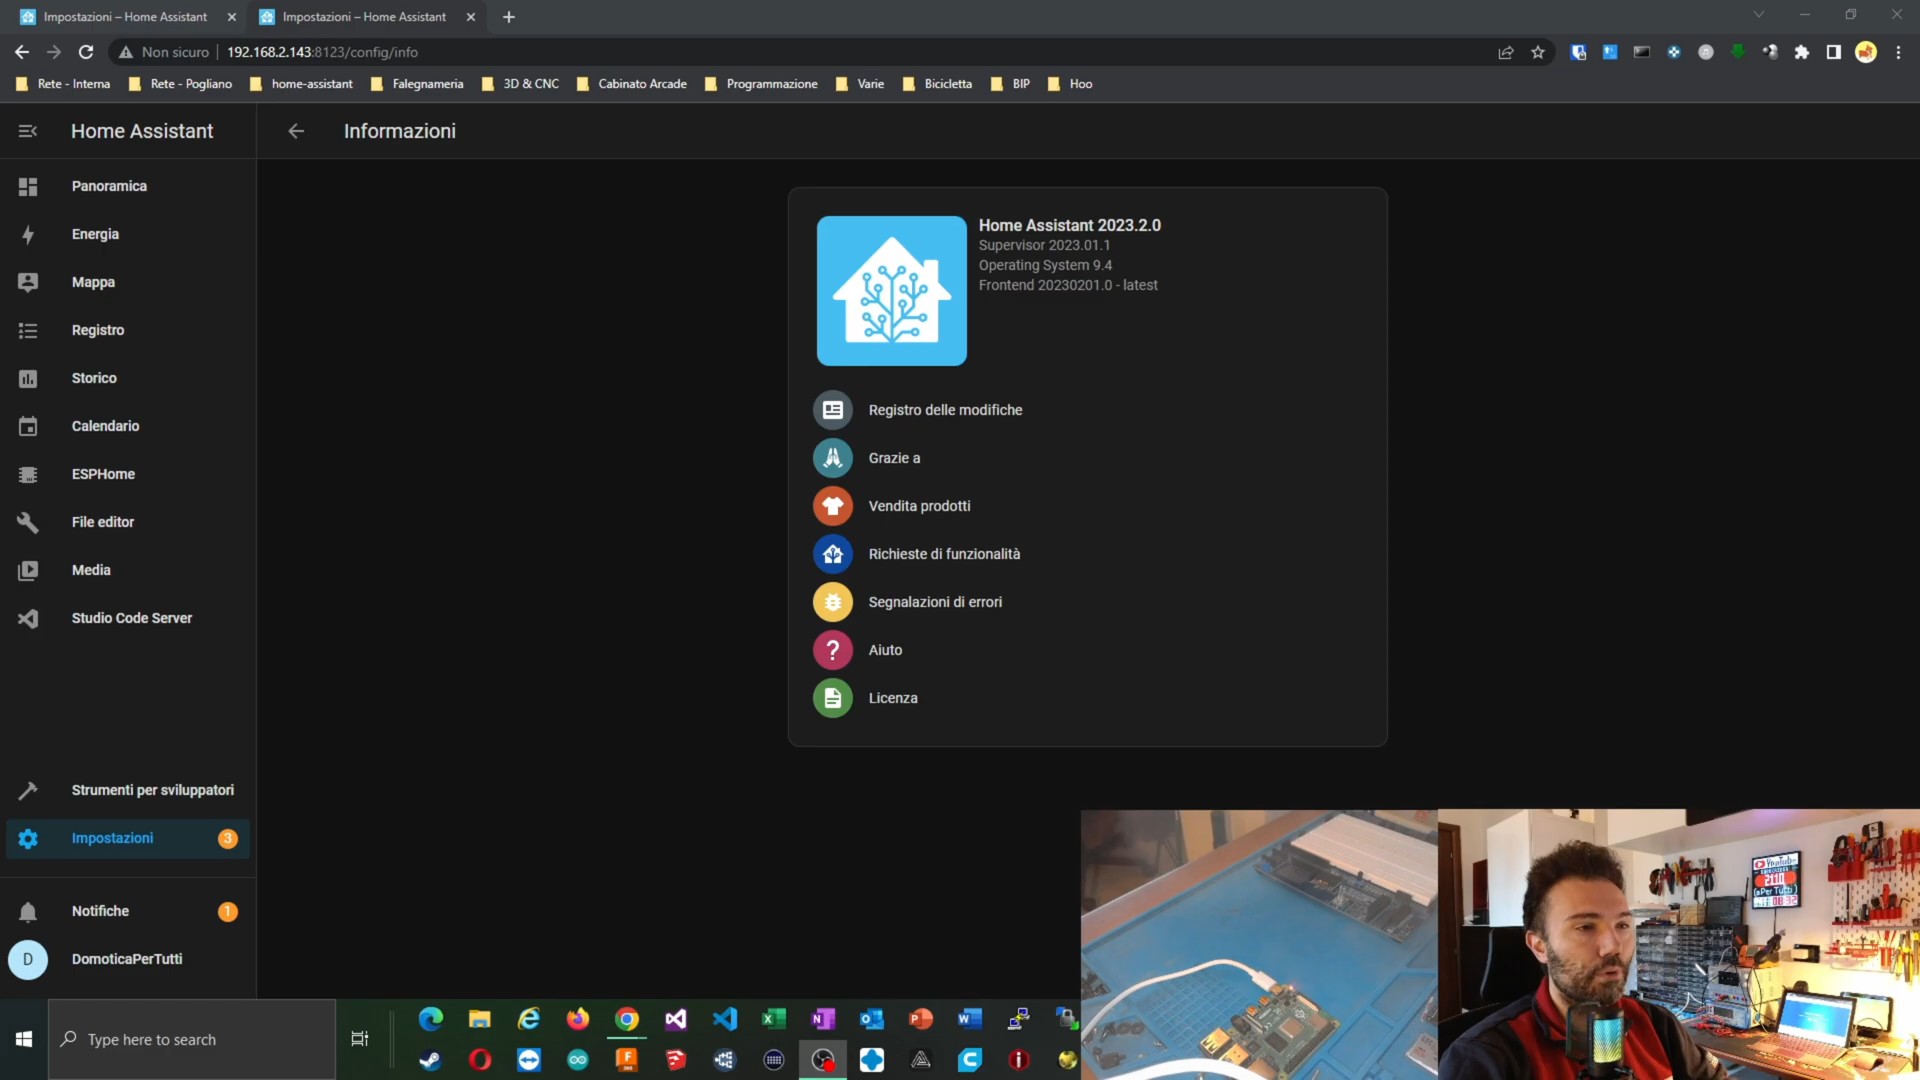 Impostazioni – Home Assistant
Impostazioni – Home Assistant
Non sicuro
192.168.2.143:8123/config/info
Rete - Interna
Rete - Pogliano
home-assistant
Falegnameria
3D & CNC
Cabinato Arcade
Programmazione
Varie
Bicicletta
BIP
Hoo
Home Assistant
Informazioni
Panoramica
Energia
Mappa
Registro
Storico
Calendario
ESPHome
File editor
Media
Studio Code Server
Strumenti per sviluppatori
Impostazioni
3
Notifiche
1
D
DomoticaPerTutti
Home Assistant 2023.2.0
Supervisor 2023.01.1
Operating System 9.4
Frontend 20230201.0 - latest
Registro delle modifiche
Grazie a
Vendita prodotti
Richieste di funzionalità
Segnalazioni di errori
Aiuto
Licenza
Type here to search
YouTube
2110